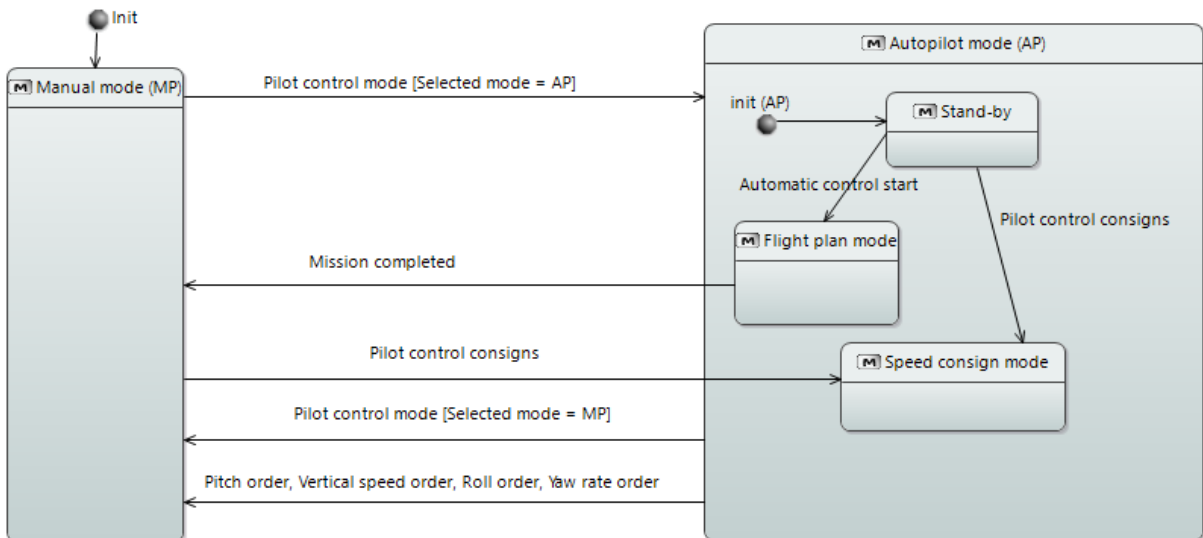 Init
Autopilot mode (AP)
Manual mode (MP)
Pilot control mode [Selected mode = AP]
init (AP)
Stand-by
Automatic control start
Pilot control consigns
Flight plan mode
Mission completed
Pilot control consigns
Speed consign mode
Pilot control mode [Selected mode = MP]
Pitch order, Vertical speed order, Roll order, Yaw rate order